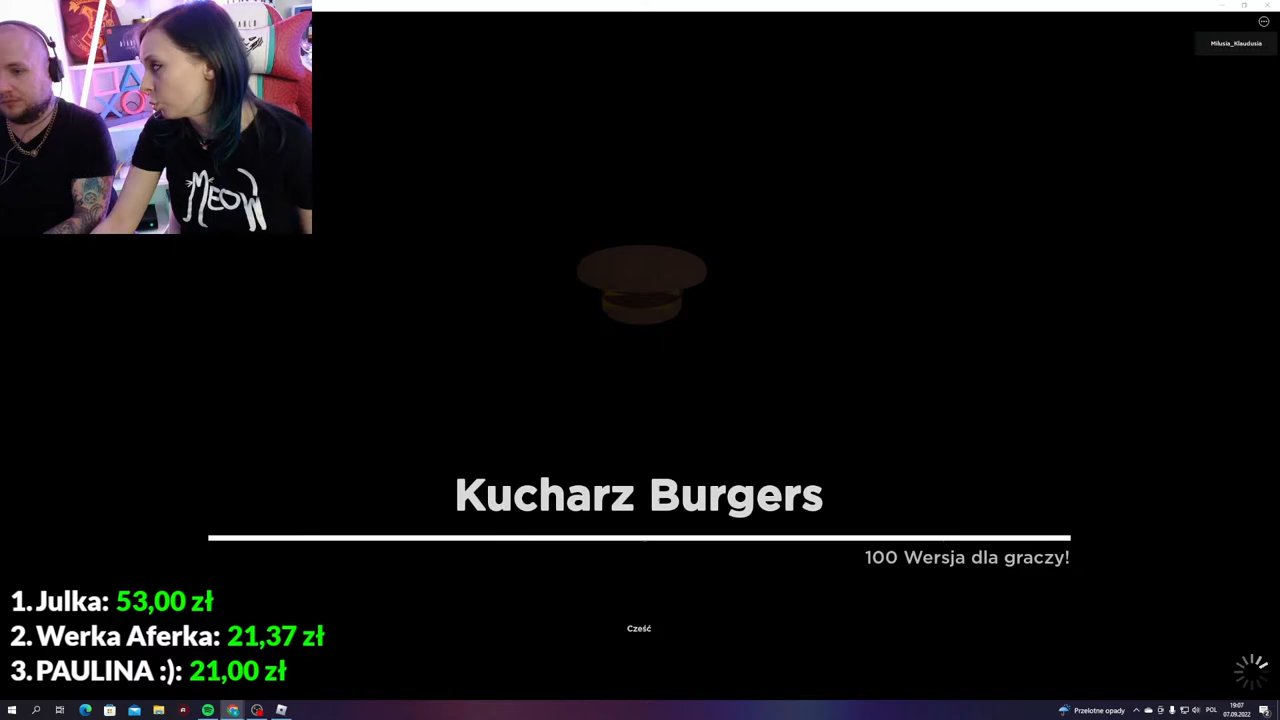 DIABLO
MEOW
Milusia_Klaudusia
Kucharz Burgers
100 Wersja dla graczy!
Cześć
1. Julka: 53,00 zł
2. Werka Aferka: 21,37 zł
3. PAULINA :): 21,00 zł
Przelotne opady
POL
19:07
07.09.2022